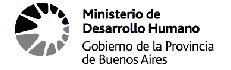 Ministerio de
Desarrollo Humano
Gobierno de la Provincia
de Buenos Aires